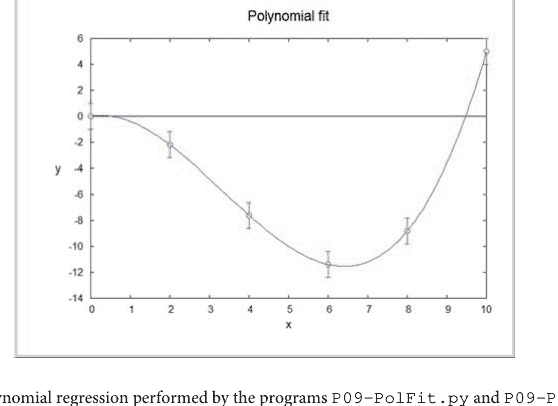 Polynomial fit
6
4
2
0
-2
-4
y
-6
-8
-10
-12
-14
0 1 2 3 4 5 6 7 8 9 10
x
ynomial regression performed by the programs P09-PolFit.py and P09-P